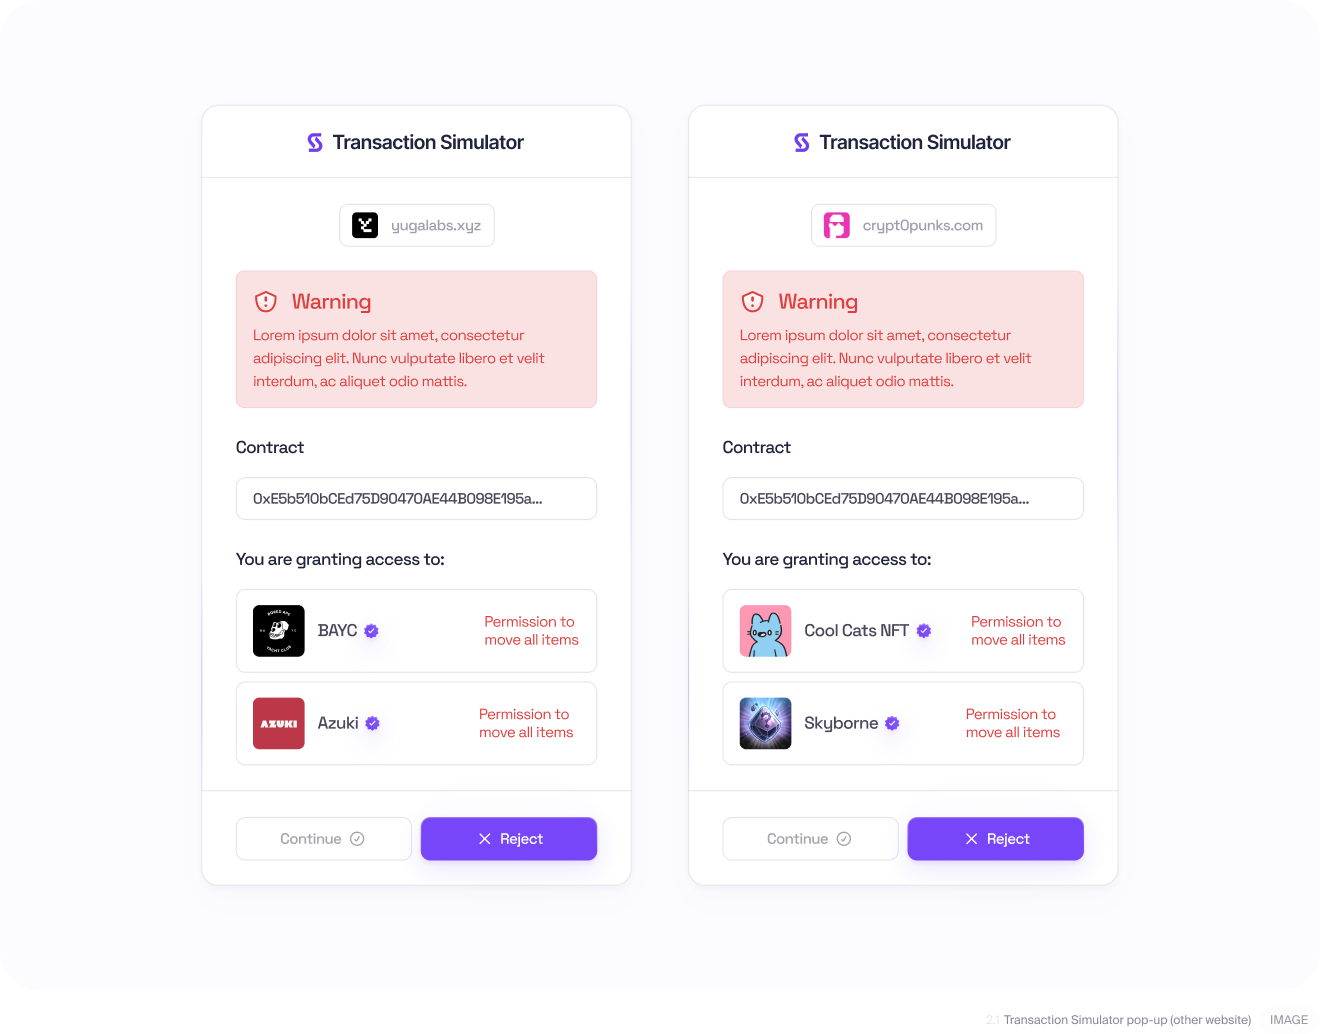 Transaction Simulator
yugalabs.xyz
Warning
Lorem ipsum dolor sit amet, consectetur
adipiscing elit. Nunc vulputate libero et velit
interdum, ac aliquet odio mattis.
Contract
0xE5b510bCEd75D90470AE44B098E195a...
You are granting access to:
BORED APE
YACHT CLUB
BAYC
Permission to
move all items
AZUKI
Azuki
Permission to
move all items
Continue
Reject
Transaction Simulator
crypt0punks.com
Warning
Lorem ipsum dolor sit amet, consectetur
adipiscing elit. Nunc vulputate libero et velit
interdum, ac aliquet odio mattis.
Contract
0xE5b510bCEd75D90470AE44B098E195a...
You are granting access to:
Cool Cats NFT
Permission to
move all items
Skyborne
Permission to
move all items
Continue
Reject
2.1 Transaction Simulator pop-up (other website) IMAGE